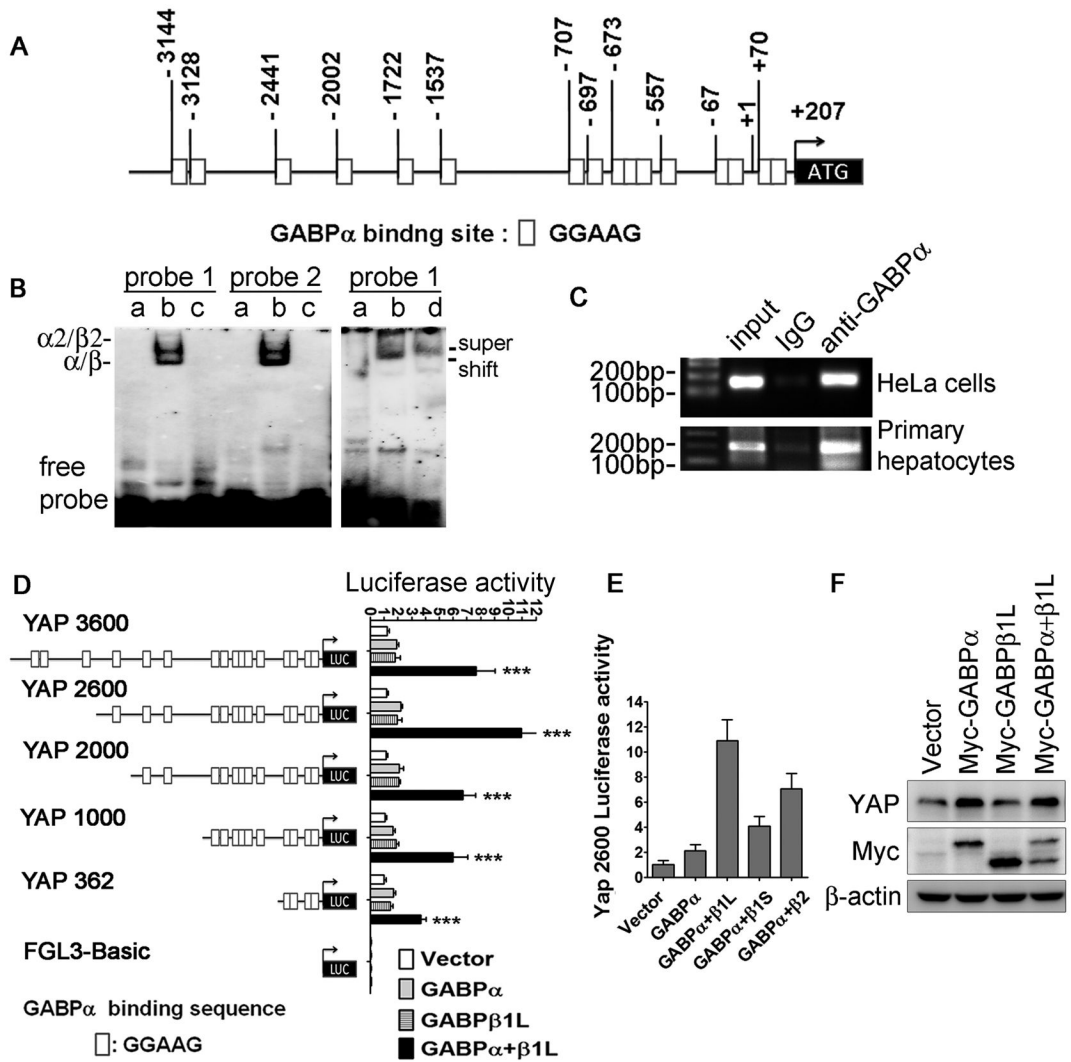 A
- 3144
- 3128
- 2441
- 2002
- 1722
- 1537
- 707
- 697
- 673
- 557
- 67
+1
+70
+207
ATG
GABPα bindng site : GGAAG
B
probe 1 probe 2 probe 1
a b c a b c a b d
α2/β2-
α/β-
super
shift
free
probe
C
input IgG anti-GABPα
200bp-
100bp-
HeLa cells
200bp-
100bp-
Primary
hepatocytes
D
Luciferase activity
0 1 2 3 4 5 6 7 8 9 10 11 12
YAP 3600
LUC
***
YAP 2600
LUC
***
YAP 2000
LUC
***
YAP 1000
LUC
***
YAP 362
LUC
***
FGL3-Basic
LUC
GABPα binding sequence
: GGAAG
Vector
GABPα
GABPβ1L
GABPα+β1L
E
Yap 2600 Luciferase activity
14
12
10
8
6
4
2
0
Vector
GABPα
GABPα+β1L
GABPα+β1S
GABPα+β2
F
Vector
Myc-GABPα
Myc-GABPβ1L
Myc-GABPα+β1L
YAP
Myc
β-actin